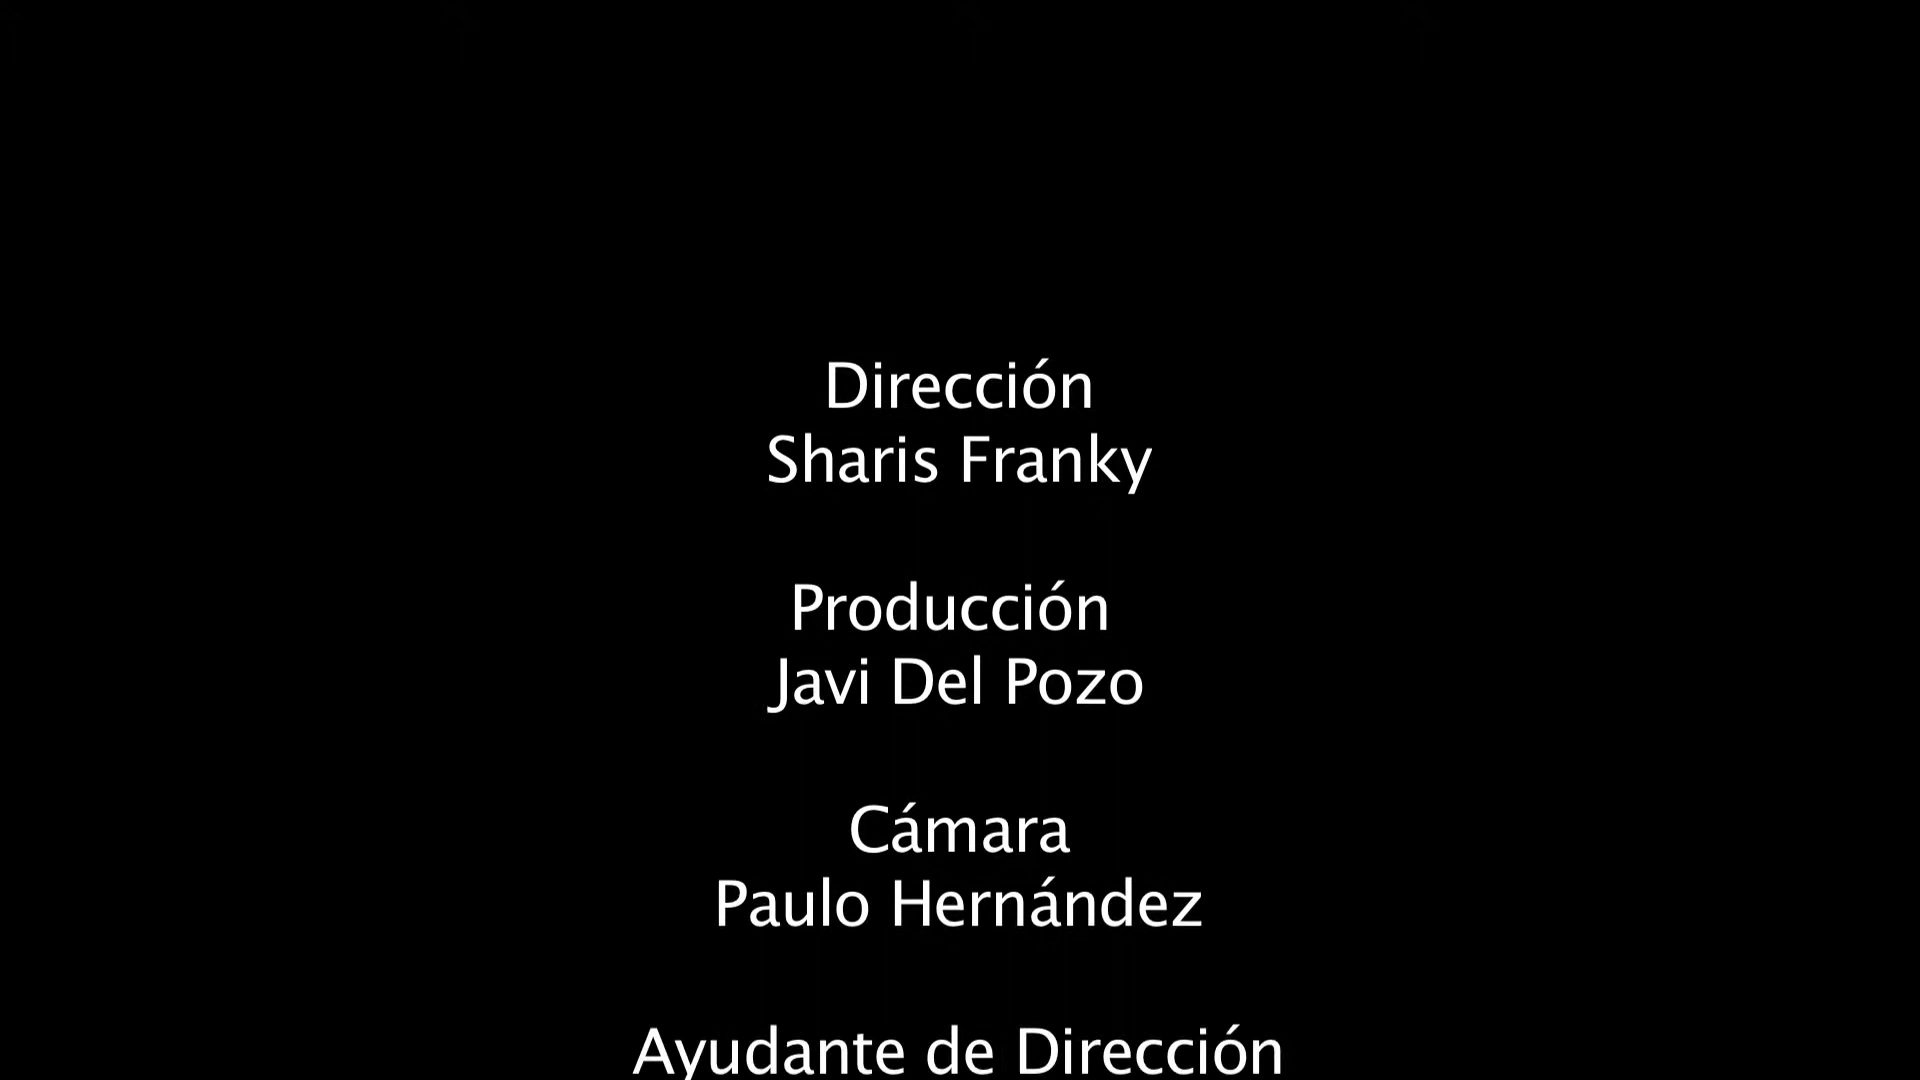 Dirección
Sharis Franky
Producción
Javi Del Pozo
Cámara
Paulo Hernández
Ayudante de Dirección